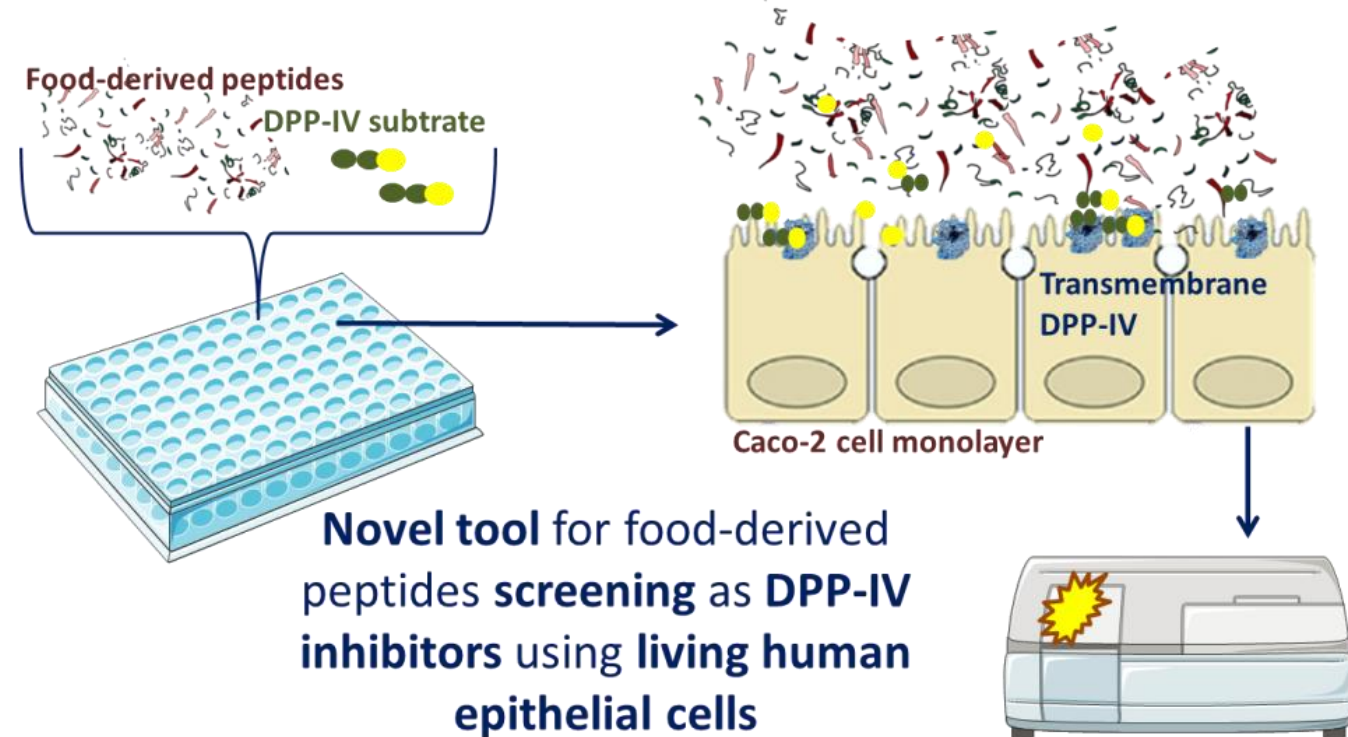 Food-derived peptides
DPP-IV subtrate
Transmembrane
DPP-IV
Caco-2 cell monolayer
Novel tool for food-derived
peptides screening as DPP-IV
inhibitors using living human
epithelial cells